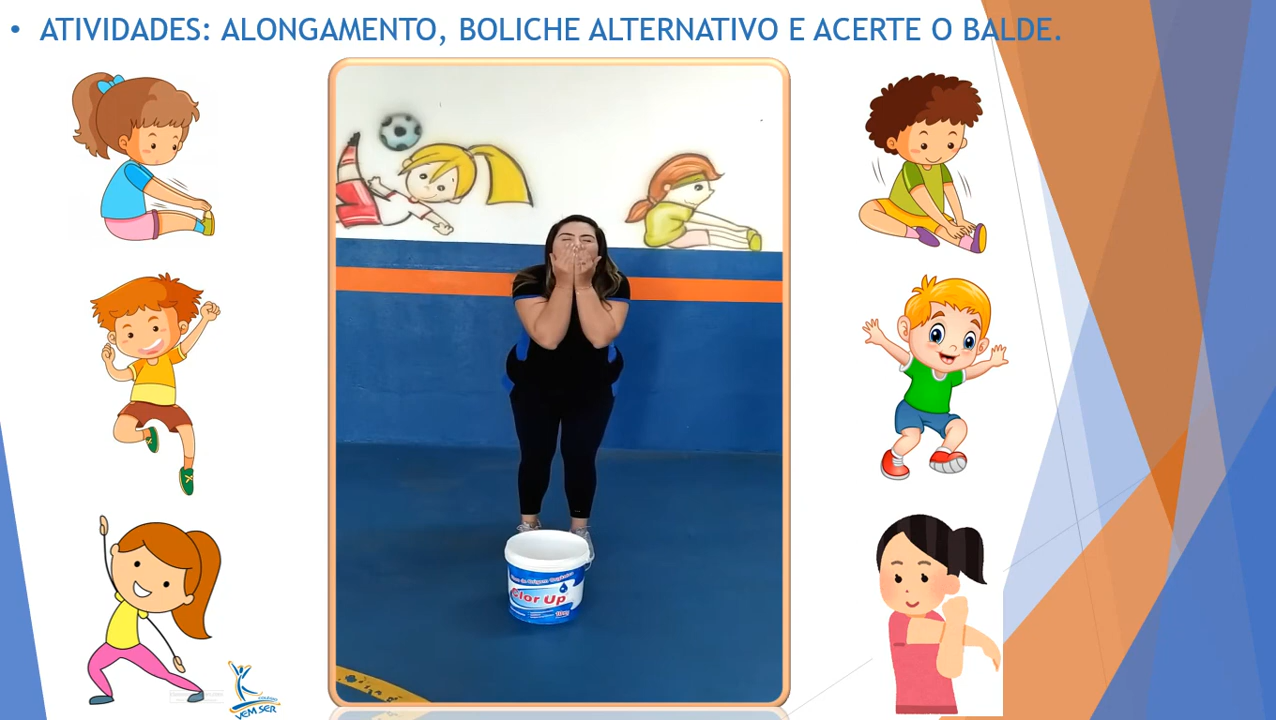 • ATIVIDADES: ALONGAMENTO, BOLICHE ALTERNATIVO E ACERTE O BALDE.
Clor Up
VEM SER